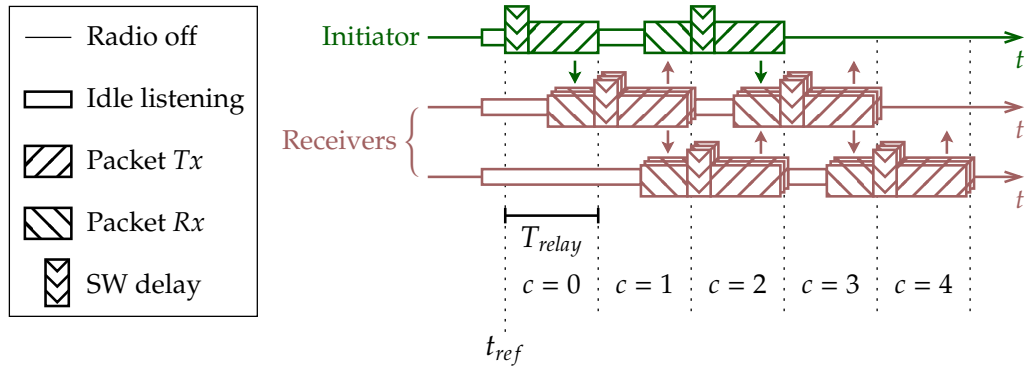 Radio off
Idle listening
Packet Tx
Packet Rx
SW delay
Initiator
t
Receivers
t
t
T_relay
c = 0 c = 1 c = 2 c = 3 c = 4
t_ref